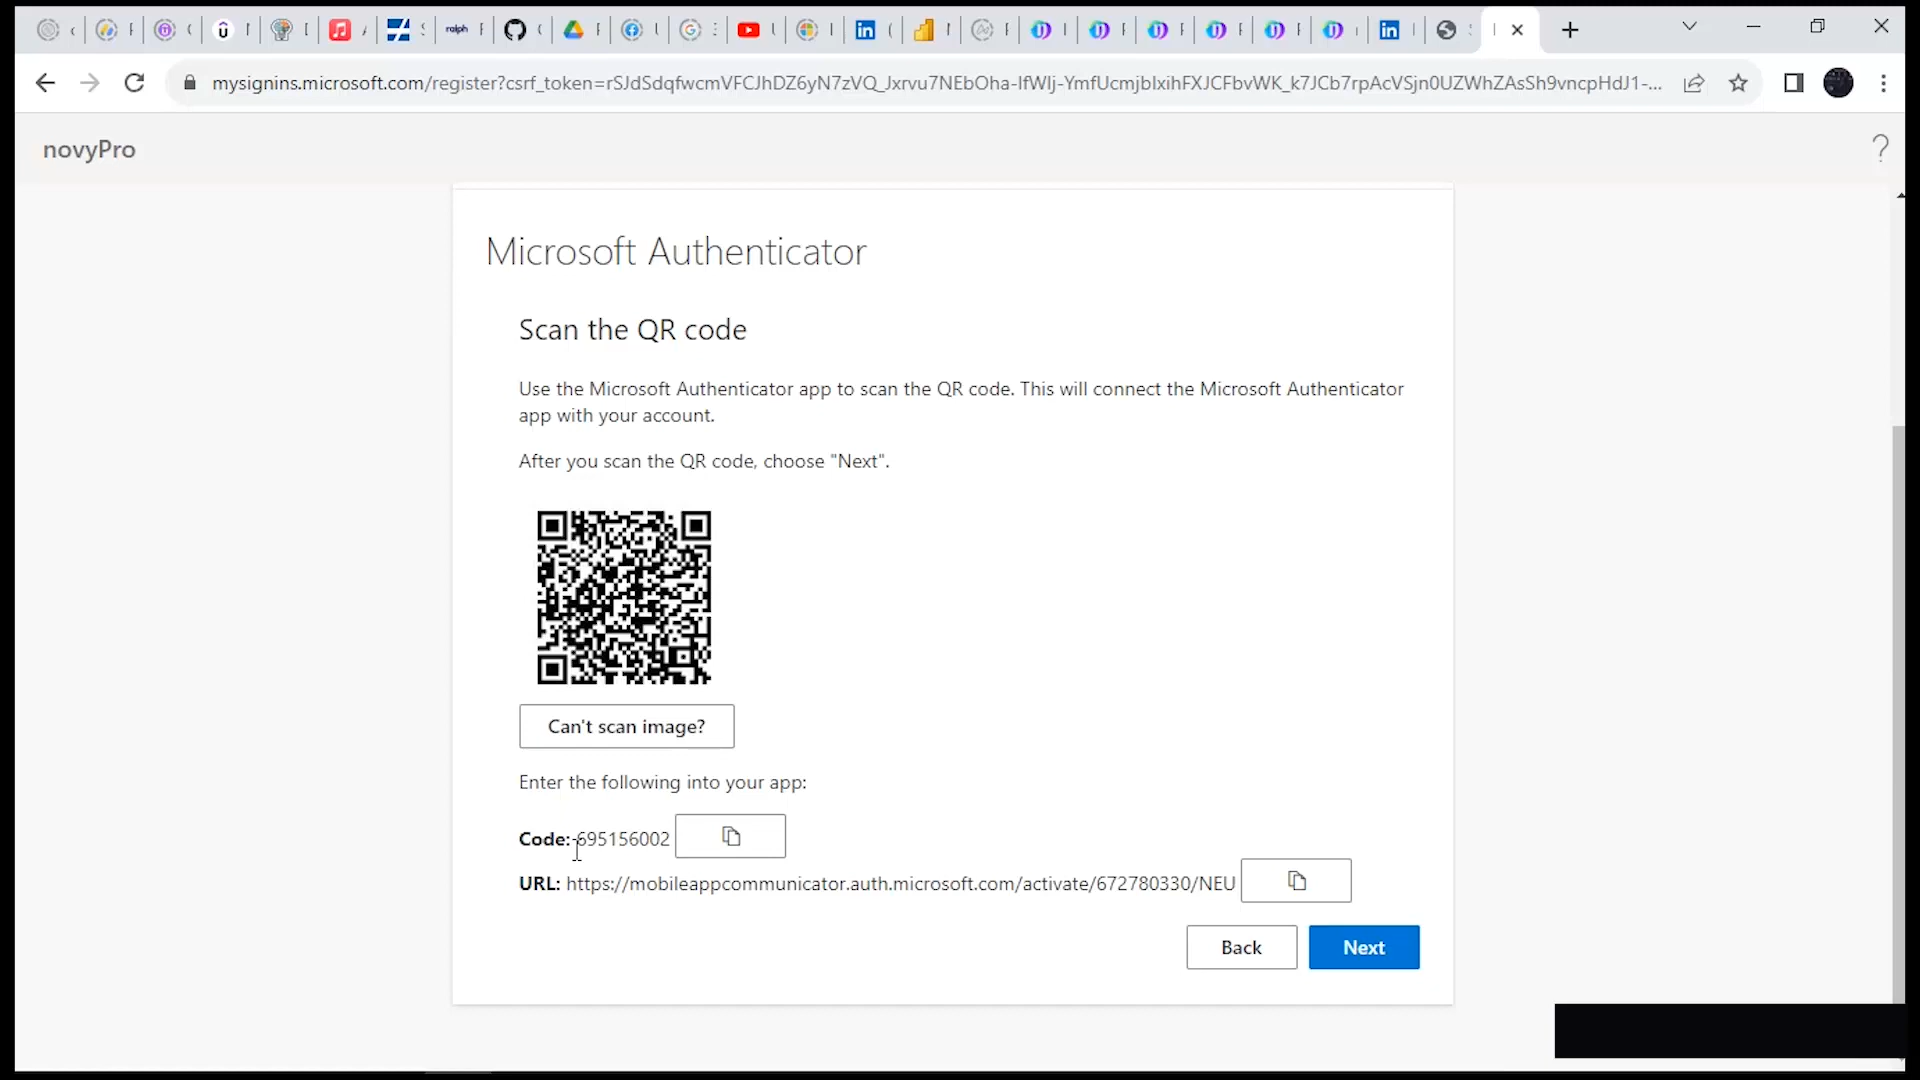 mysignins.microsoft.com/register?csrf_token=rSJdSdqfwcmVFCJhDZ6yN7zVQ_Jxrvu7NEbOha-IfWIj-YmfUcmjbIxihFXJCFbvWK_k7JCb7rpAcVSjn0UZWhZAsSh9vncpHdJ1-...
novyPro
Microsoft Authenticator
Scan the QR code
Use the Microsoft Authenticator app to scan the QR code. This will connect the Microsoft Authenticator
app with your account.
After you scan the QR code, choose "Next".
Can't scan image?
Enter the following into your app:
Code: 695156002
URL: https://mobileappcommunicator.auth.microsoft.com/activate/672780330/NEU
Back Next